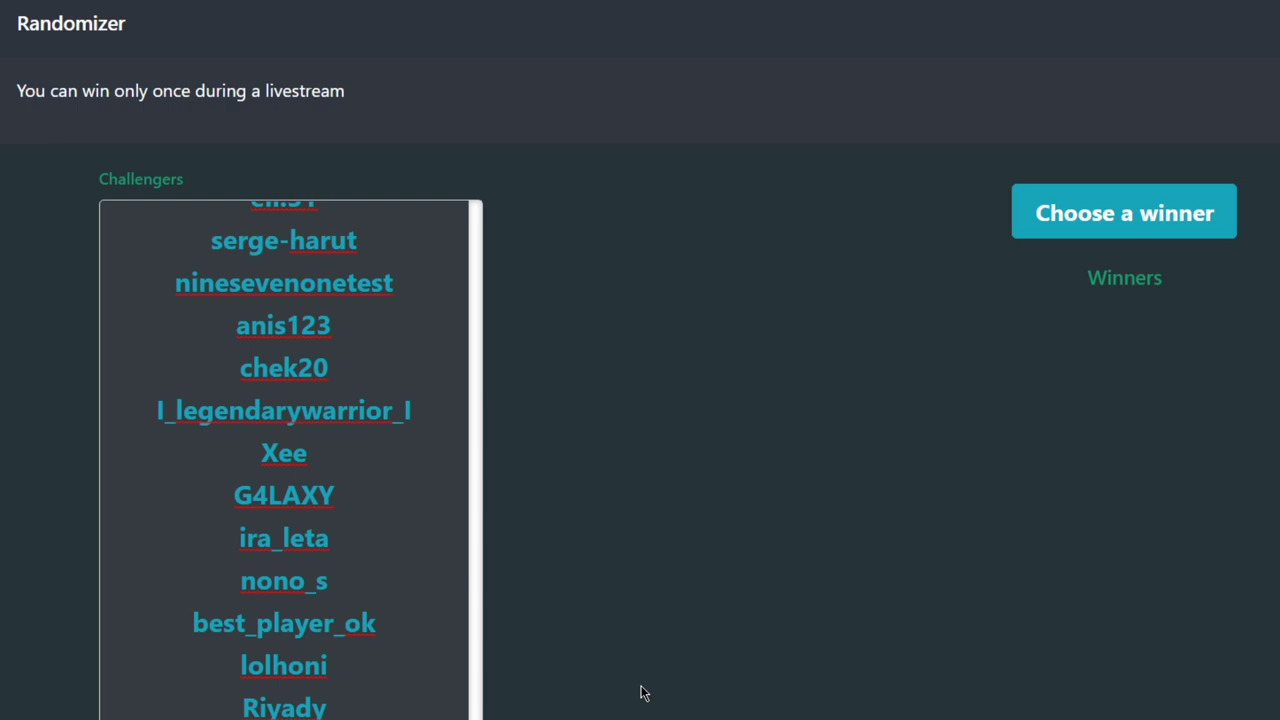 Randomizer
You can win only once during a livestream
Challengers
serge-harut
ninesevenonetest
anis123
chek20
I_legendarywarrior_I
Xee
G4LAXY
ira_leta
nono_s
best_player_ok
lolhoni
Riyady
Choose a winner
Winners